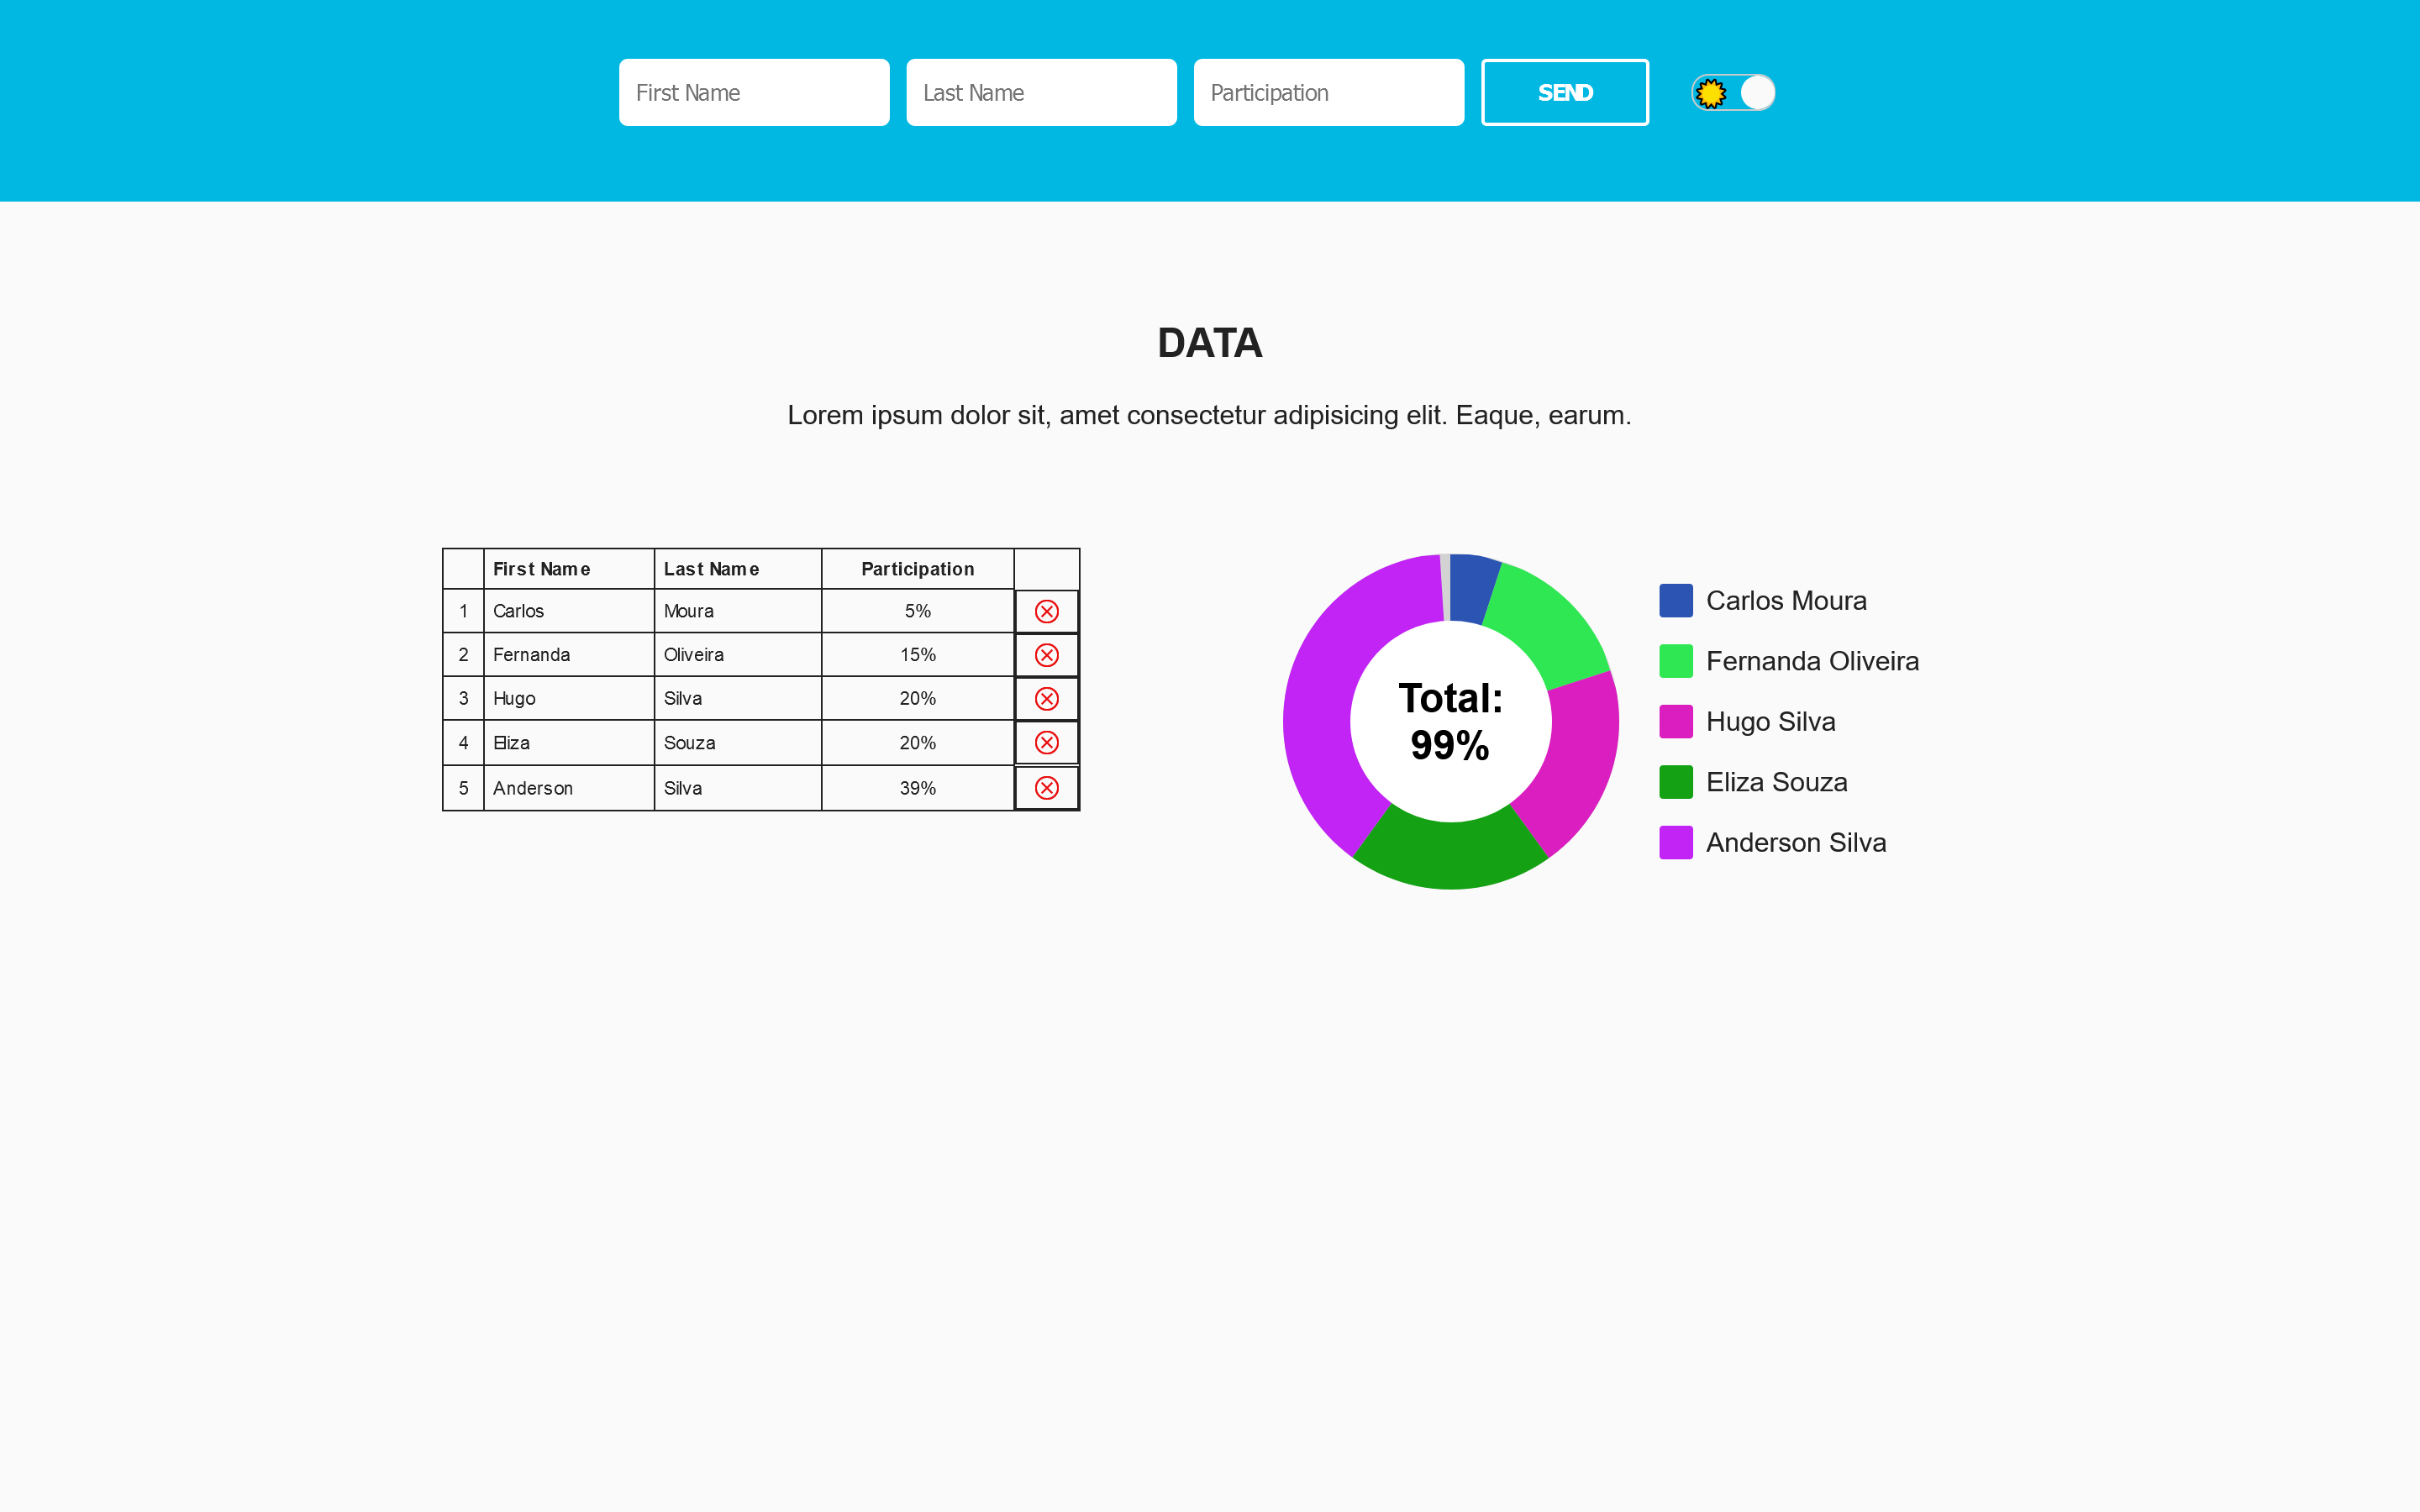 First Name Last Name Participation SEND
DATA
Lorem ipsum dolor sit, amet consectetur adipisicing elit. Eaque, earum.
First Name Last Name Participation
1 Carlos Moura 5%
2 Fernanda Oliveira 15%
3 Hugo Silva 20%
4 Eliza Souza 20%
5 Anderson Silva 39%
Total:
99%
Carlos Moura
Fernanda Oliveira
Hugo Silva
Eliza Souza
Anderson Silva